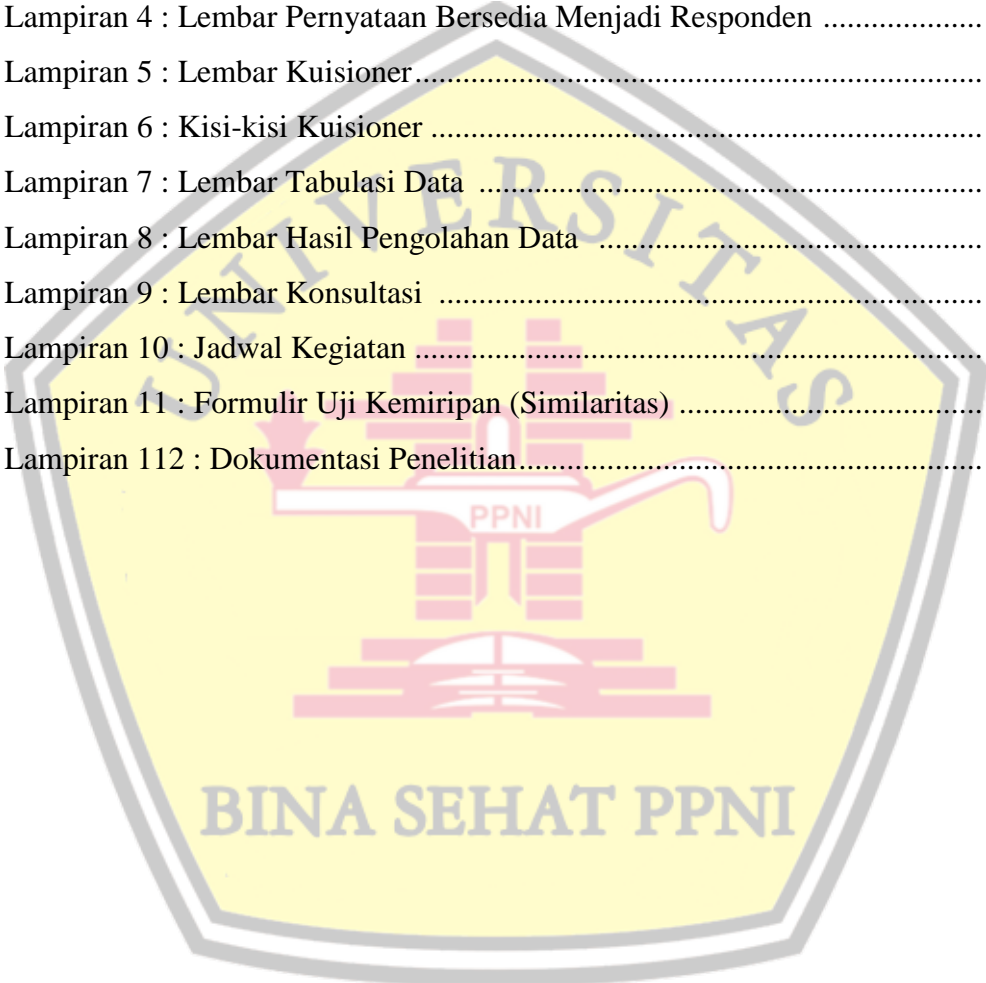 Lampiran 4 : Lembar Pernyataan Bersedia Menjadi Responden ....................
Lampiran 5 : Lembar Kuisioner........................................................................
Lampiran 6 : Kisi-kisi Kuisioner ......................................................................
Lampiran 7 : Lembar Tabulasi Data ................................................................
Lampiran 8 : Lembar Hasil Pengolahan Data .................................................
Lampiran 9 : Lembar Konsultasi .....................................................................
Lampiran 10 : Jadwal Kegiatan ........................................................................
Lampiran 11 : Formulir Uji Kemiripan (Similaritas) ......................................
Lampiran 112 : Dokumentasi Penelitian...........................................................
UNIVERSITAS
PPNI
BINA SEHAT PPNI